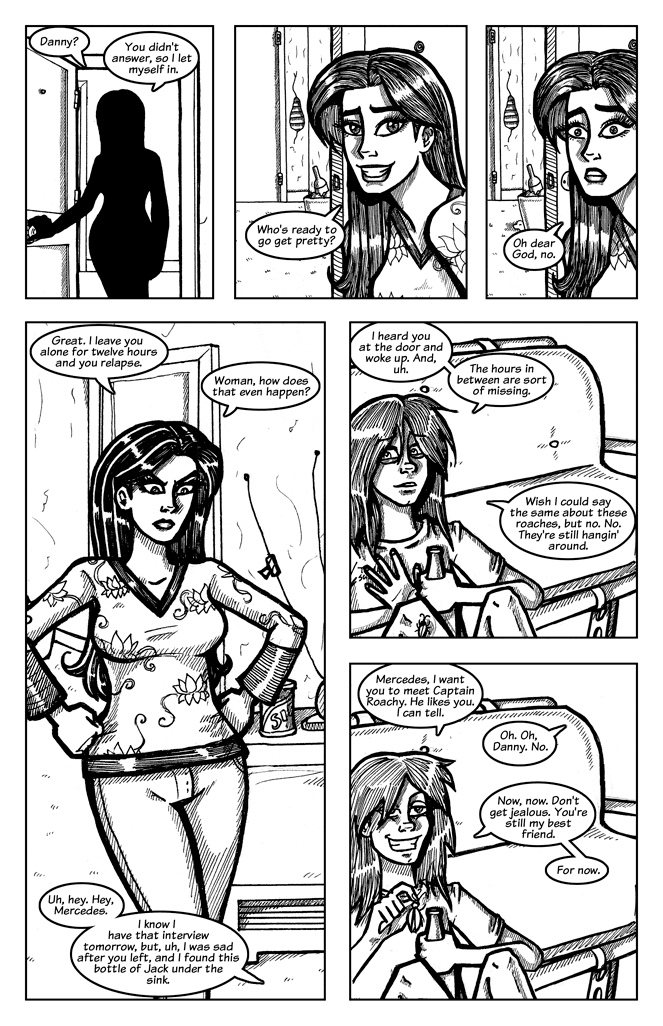 Danny?
You didn't
answer, so I let
myself in.
Who's ready to
go get pretty?
Oh dear
God, no.
Great. I leave you
alone for twelve hours
and you relapse.
Woman, how does
that even happen?
Uh, hey. Hey,
Mercedes.
I know I
have that interview
tomorrow, but, uh, I was sad
after you left, and I found this
bottle of Jack under the
sink.
I heard you
at the door and
woke up. And,
uh.
The hours in
between are sort
of missing.
Wish I could say
the same about these
roaches, but no. No.
They're still hangin'
around.
Mercedes, I want
you to meet Captain
Roachy. He likes you.
I can tell.
Oh. Oh,
Danny. No.
Now, now. Don't
get jealous. You're
still my best
friend.
For now.